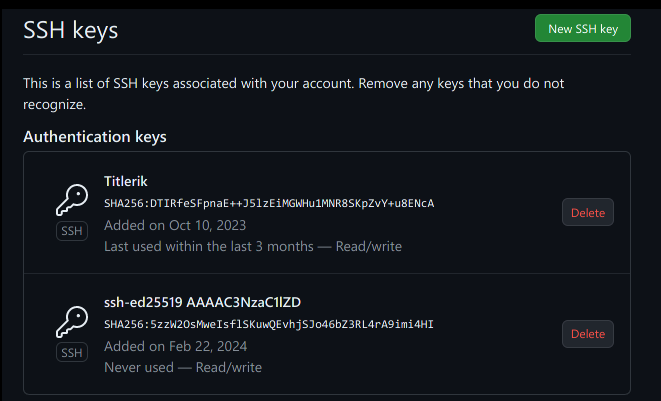 SSH keys
New SSH key
This is a list of SSH keys associated with your account. Remove any keys that you do not
recognize.
Authentication keys
Titlerik
SHA256:DTIRfeSFpnaE++J5lzEiMGWHu1MNR8SKpZvY+u8ENcA
SSH
Added on Oct 10, 2023
Last used within the last 3 months — Read/write
Delete
ssh-ed25519 AAAAC3NzaC1lZD
SHA256:5zzW2OsMweIsflSKuwQEvhjSJo46bZ3RL4rA9imi4HI
SSH
Added on Feb 22, 2024
Never used — Read/write
Delete